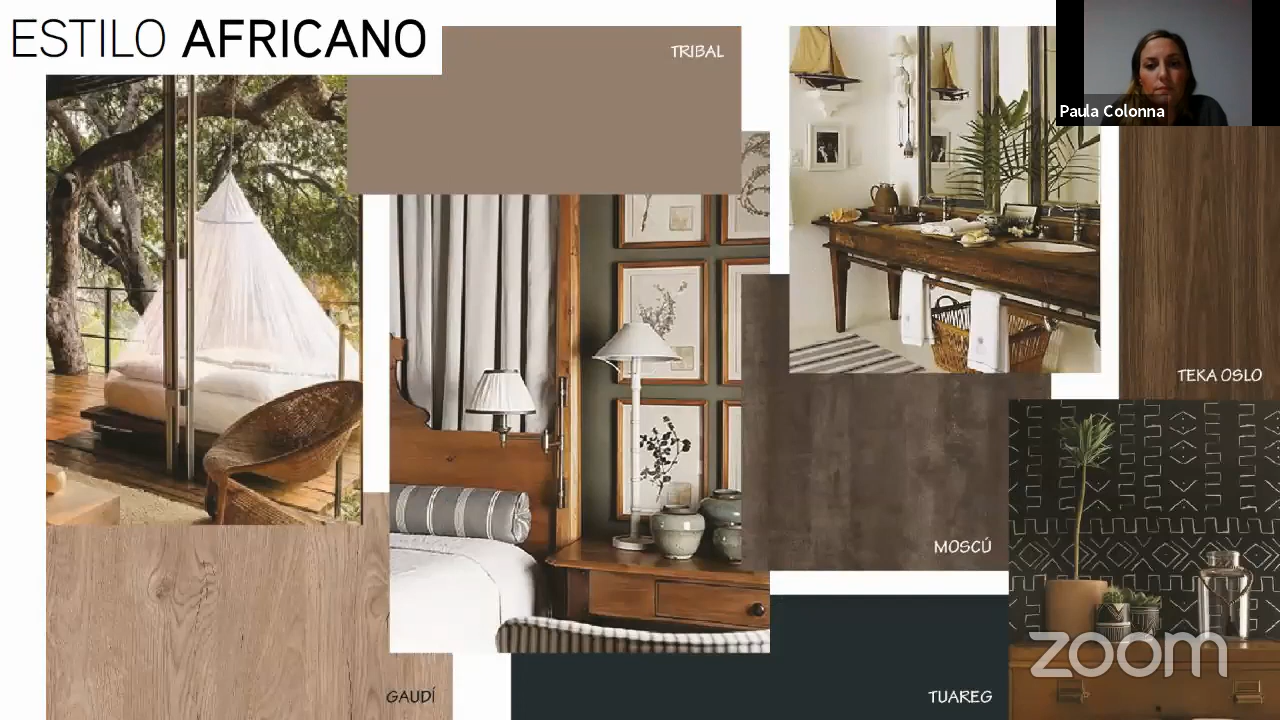 ESTILO AFRICANO
TRIBAL
Paula Colonna
TEKA OSLO
MOSCÚ
GAUDÍ
TUAREG
zoom